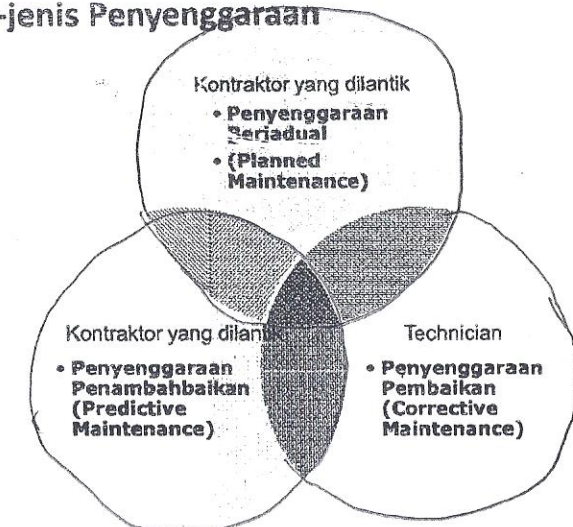 -jenis Penyenggaraan
Kontraktor yang dilantik
• Penyenggaraan
Berjadual
• (Planned
Maintenance)
Kontraktor yang dilantik
• Penyenggaraan
Penambahbaikan
(Predictive
Maintenance)
Technician
• Penyenggaraan
Pembaikan
(Corrective
Maintenance)